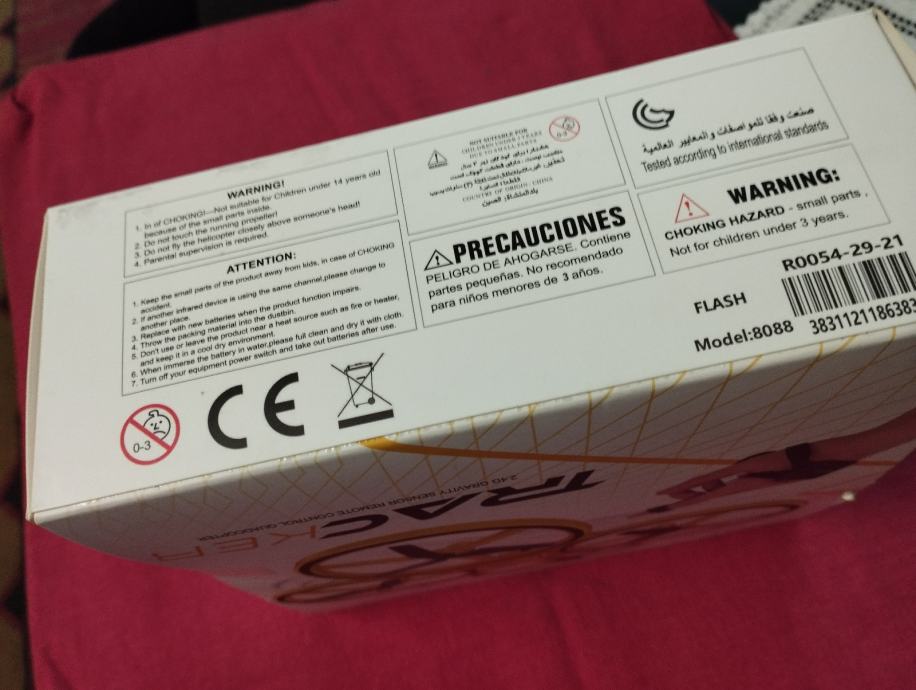 WARNING!
1. In of CHOKING!—Not suitable for Children under 14 years old
because of the small parts inside.
2. Do not touch the running propeller!
3. Do not fly the helicopter closely above someone's head!
4. Parental supervision is required.
ATTENTION:
1. Keep the small parts of the product away from kids, in case of CHOKING
accident.
2. If another infrared device is using the same channel,please change to
another place.
3. Replace with new batteries when the product function impairs.
4. Throw the packing material into the dustbin.
5. Don't use or leave the product near a heat source such as fire or heater,
and keep it in a cool dry environment.
6. When immerse the battery in water,please full clean and dry it with cloth.
7. Turn off your equipment power switch and take out batteries after use.
0-3
CE
NOT SUITABLE FOR
CHILDREN UNDER 3 YEARS
DUE TO SMALL PARTS
COUNTRY OF ORIGIN : CHINA
بلد المنشأ: الصين
PRECAUCIONES
PELIGRO DE AHOGARSE. Contiene
partes pequeñas. No recomendado
para niños menores de 3 años.
صنعت وفقا للمواصفات والمعايير العالمية
Tested according to international standards
WARNING:
CHOKING HAZARD - small parts .
Not for children under 3 years.
R0054-29-21
FLASH
Model:8088
TRACKER
2.4G GRAVITY SENSOR REMOTE CONTROL QUADCOPTER